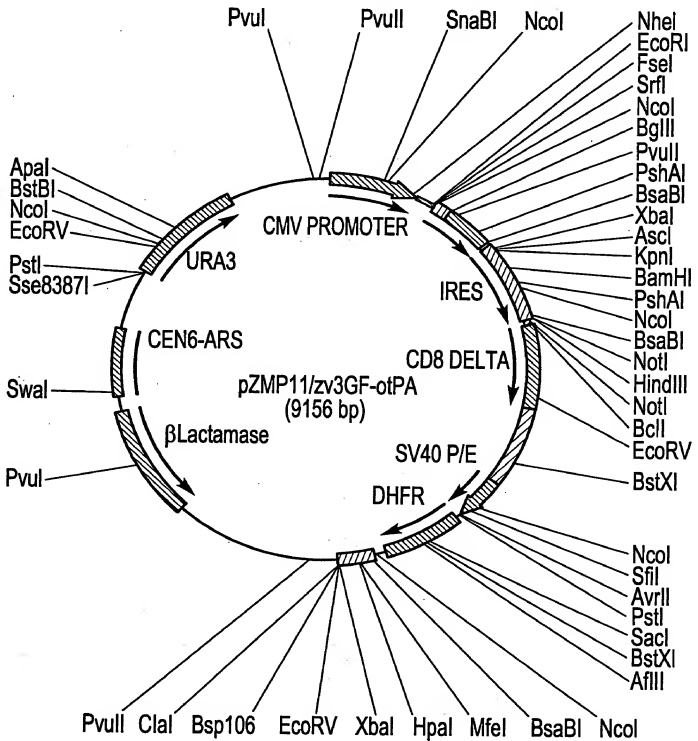 PvuI
PvuII
SnaBI
NcoI
NheI
EcoRI
FseI
SrfI
NcoI
BglII
PvuII
PshAI
BsaBI
XbaI
AscI
KpnI
BamHI
PshAI
NcoI
BsaBI
NotI
HindIII
NotI
BclI
EcoRV
BstXI
NcoI
SfiI
AvrII
PstI
SacI
BstXI
AflII
ApaI
BstBI
NcoI
EcoRV
PstI
Sse8387I
SwaI
PvuI
CMV PROMOTER
URA3
IRES
CEN6-ARS
CD8 DELTA
pZMP11/zv3GF-otPA
(9156 bp)
βLactamase
SV40 P/E
DHFR
PvuII ClaI Bsp106 EcoRV XbaI HpaI MfeI BsaBI NcoI